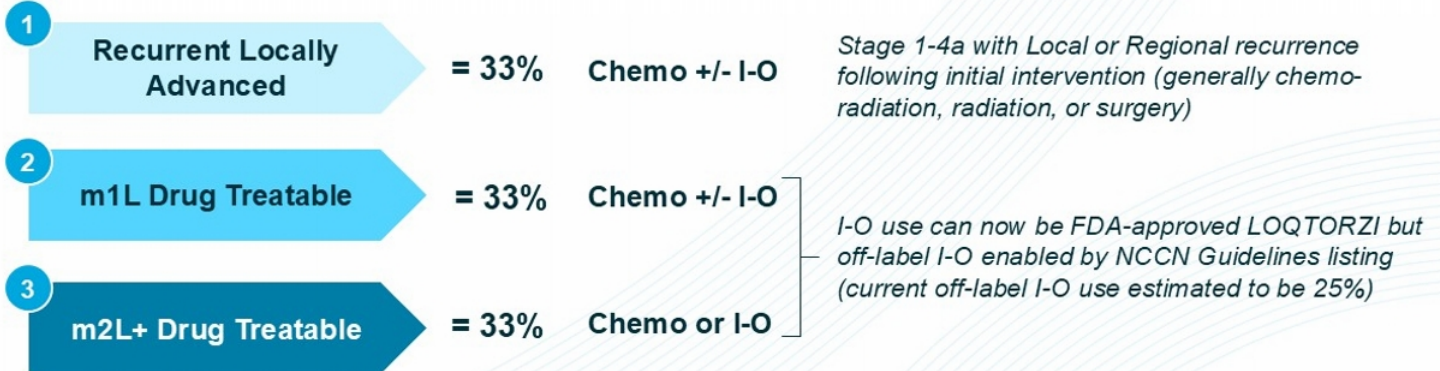 1
Recurrent Locally
Advanced
= 33%
Chemo +/- I-O
Stage 1-4a with Local or Regional recurrence
following initial intervention (generally chemo-
radiation, radiation, or surgery)
2
m1L Drug Treatable
= 33%
Chemo +/- I-O
I-O use can now be FDA-approved LOQTORZI but
off-label I-O enabled by NCCN Guidelines listing
(current off-label I-O use estimated to be 25%)
3
m2L+ Drug Treatable
= 33%
Chemo or I-O